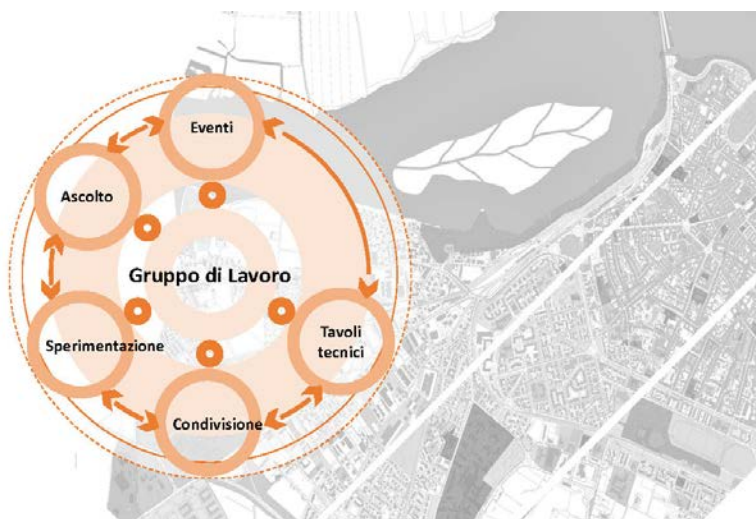 Eventi
Ascolto
Gruppo di Lavoro
Sperimentazione
Tavoli
tecnici
Condivisione